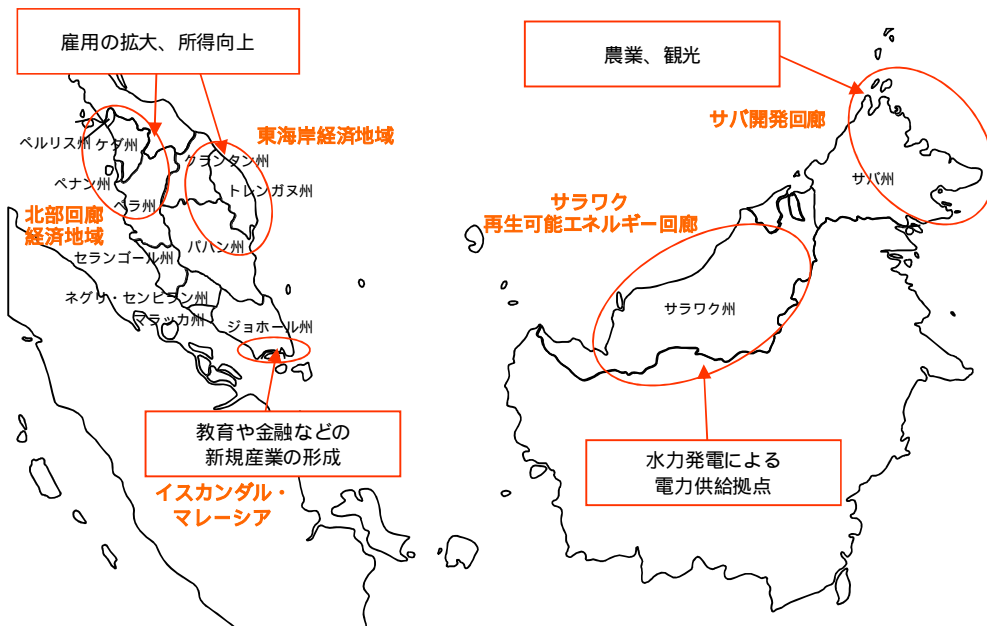 雇用の拡大、所得向上
農業、観光
サバ開発回廊
東海岸経済地域
ペルリス州
ケダ州
クランタン州
ペナン州
トレンガヌ州
サバ州
ペラ州
北部回廊
経済地域
サラワク
再生可能エネルギー回廊
パハン州
セランゴール州
ネグリ・センビラン州
マラッカ州
ジョホール州
サラワク州
教育や金融などの
新規産業の形成
水力発電による
電力供給拠点
イスカンダル・
マレーシア